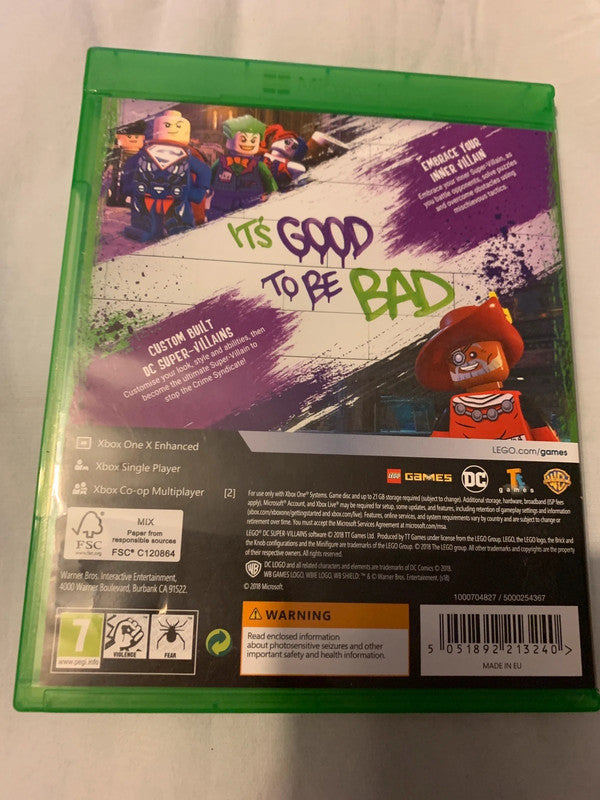 EMBRACE YOUR
INNER VILLAIN
Embrace your inner Super-Villain, as
you battle opponents, solve puzzles
and overcome obstacles using
mischievous tactics.
IT'S GOOD
TO BE BAD
CUSTOM BUILT
DC SUPER-VILLAINS
Customise your look, style and abilities, then
become the ultimate Super-Villain to
stop the Crime Syndicate!
LEGO.com/games
Xbox One X Enhanced
Xbox Single Player
Xbox Co-op Multiplayer [2]
LEGO GAMES DC TT games WB
For use only with Xbox One® Systems. Game disc and up to 21 GB storage required (subject to change). Additional storage, hardware, broadband (ISP fees
apply), Microsoft® Account, and Xbox Live® may be required for setup, some updates, and features, including retention of gameplay settings and information
(xbox.com/xboxone/gettingstarted and xbox.com/live). Features, online services, and system requirements vary by country and are subject to change or
retirement over time. You must accept the Microsoft Services Agreement at microsoft.com/msa.
LEGO® DC SUPER-VILLAINS software © 2018 TT Games Ltd. Produced by TT Games under license from the LEGO Group. LEGO, the LEGO logo, the Brick and
the Knob configurations and the Minifigure are trademarks of the LEGO Group. © 2018 The LEGO Group. All other trademarks and copyrights are the property
of their respective owners. All rights reserved.
DC LOGO and all related characters and elements are trademarks of DC Comics © 2018.
WB GAMES LOGO, WBIE LOGO, WB SHIELD: ™ & © Warner Bros. Entertainment. (s18)
© 2018 Microsoft.
FSC
www.fsc.org
MIX
Paper from
responsible sources
FSC® C120864
Warner Bros. Interactive Entertainment,
4000 Warner Boulevard, Burbank CA 91522.
1000704827 / 5000254367
7
www.pegi.info
VIOLENCE
FEAR
WARNING
Read enclosed information
about photosensitive seizures and other
important safety and health information.
5 051892 213240 >
MADE IN EU